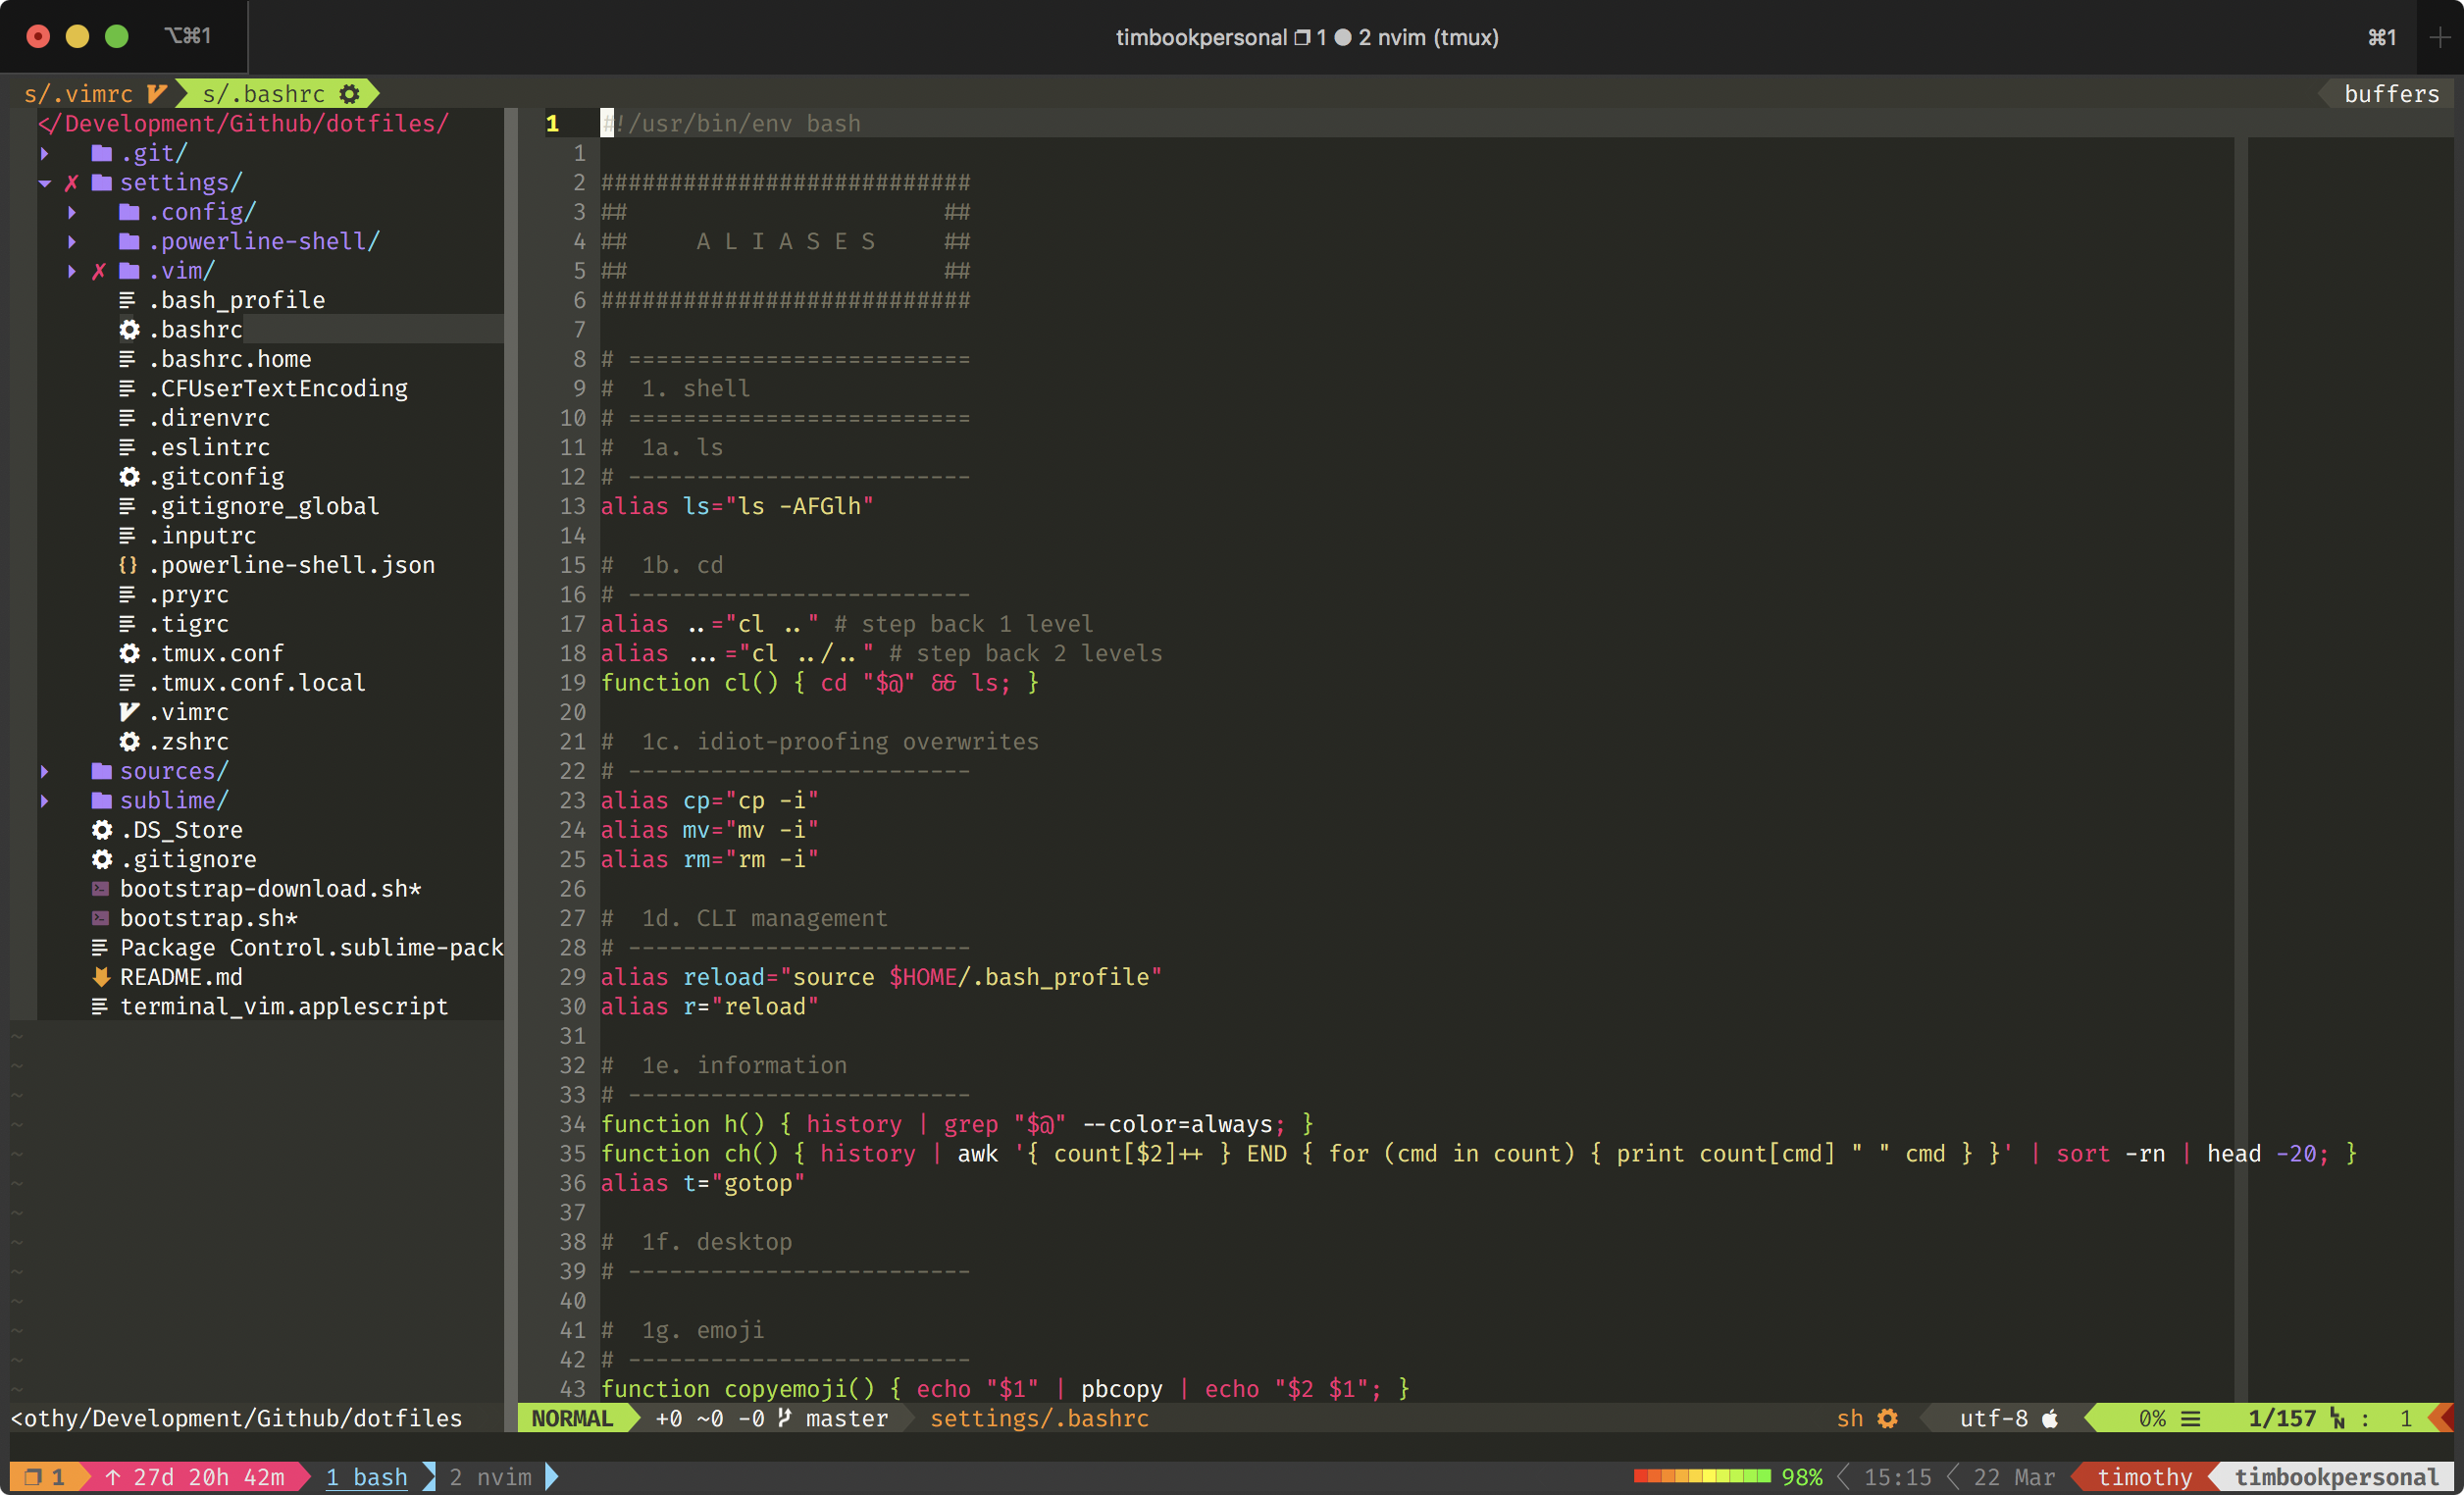 ⌥⌘1
timbookpersonal ❐ 1 ● 2 nvim (tmux)
⌘1
s/.vimrc
s/.bashrc
buffers
</Development/Github/dotfiles/
▸ .git/
▾ ✗ settings/
▸ .config/
▸ .powerline-shell/
▸ ✗ .vim/
.bash_profile
.bashrc
.bashrc.home
.CFUserTextEncoding
.direnvrc
.eslintrc
.gitconfig
.gitignore_global
.inputrc
{} .powerline-shell.json
.pryrc
.tigrc
.tmux.conf
.tmux.conf.local
.vimrc
.zshrc
▸ sources/
▸ sublime/
.DS_Store
.gitignore
bootstrap-download.sh*
bootstrap.sh*
Package Control.sublime-pack
README.md
terminal_vim.applescript
~
~
~
~
~
~
~
~
~
~
~
~
~
<othy/Development/Github/dotfiles
1 #!/usr/bin/env bash
1
2 ###########################
3 ##                       ##
4 ##     A L I A S E S     ##
5 ##                       ##
6 ###########################
7
8 # =========================
9 #  1. shell
10 # =========================
11 #  1a. ls
12 # -------------------------
13 alias ls="ls -AFGlh"
14
15 #  1b. cd
16 # -------------------------
17 alias ..="cl .." # step back 1 level
18 alias ...="cl ../.." # step back 2 levels
19 function cl() { cd "$@" && ls; }
20
21 #  1c. idiot-proofing overwrites
22 # -------------------------
23 alias cp="cp -i"
24 alias mv="mv -i"
25 alias rm="rm -i"
26
27 #  1d. CLI management
28 # -------------------------
29 alias reload="source $HOME/.bash_profile"
30 alias r="reload"
31
32 #  1e. information
33 # -------------------------
34 function h() { history | grep "$@" --color=always; }
35 function ch() { history | awk '{ count[$2]++ } END { for (cmd in count) { print count[cmd] " " cmd } }' | sort -rn | head -20; }
36 alias t="gotop"
37
38 #  1f. desktop
39 # -------------------------
40
41 #  1g. emoji
42 # -------------------------
43 function copyemoji() { echo "$1" | pbcopy | echo "$2 $1"; }
NORMAL +0 ~0 -0 master settings/.bashrc sh utf-8 0% ☰ 1/157 : 1
❐ 1 ↑ 27d 20h 42m 1 bash 2 nvim 98% 15:15 22 Mar timothy timbookpersonal